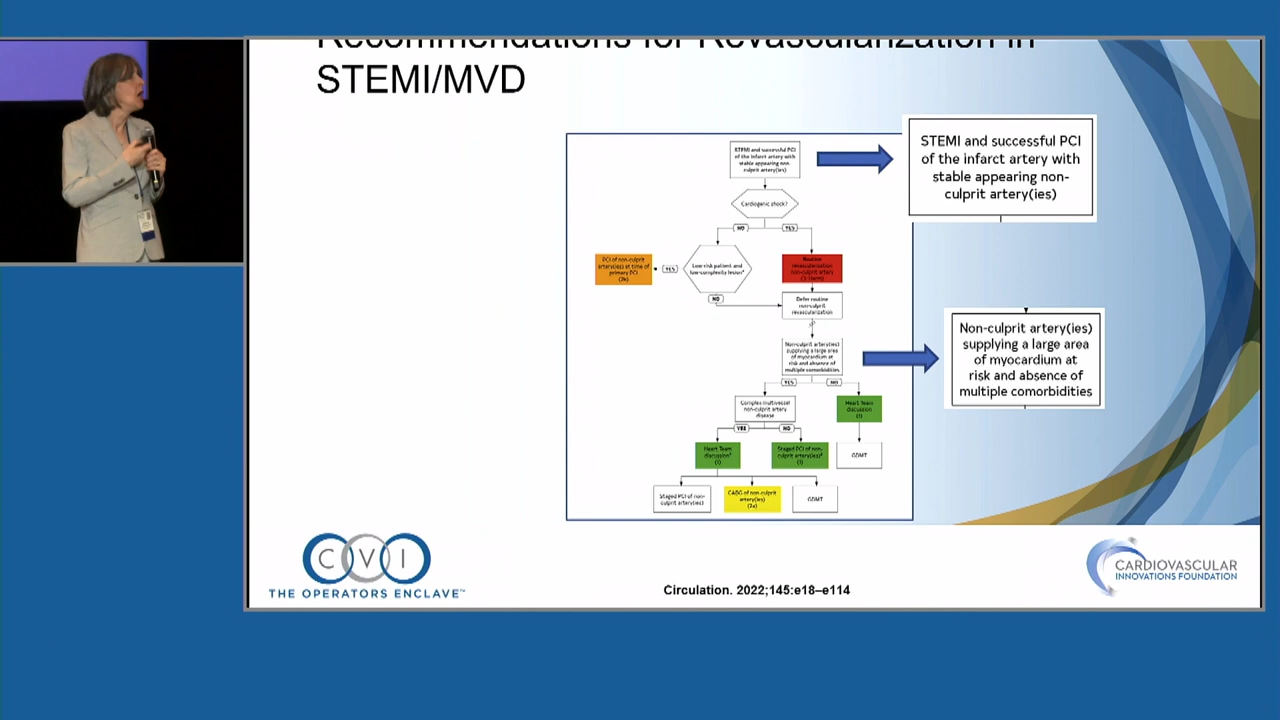 Recommendations for Revascularization in
STEMI/MVD
STEMI and successful PCI
of the infarct artery with
stable appearing non-
culprit artery(ies)
Cardiogenic shock?
NO
YES
PCI of non-culprit
artery(ies) at time of
primary PCI
(2b)
YES
Low-risk patient and
low-complexity lesion
Routine
revascularization
non-culprit artery
NO
Defer routine
non-culprit
revascularization
Non-culprit artery(ies)
supplying a large area
of myocardium at
risk and absence of
multiple comorbidities
YES
NO
Complex multivessel
non-culprit artery
disease
Heart Team
discussion
(1)
YES
NO
Heart Team
discussion
(1)
Staged PCI of non-
culprit artery(ies)
(1)
GDMT
Staged PCI of non-
culprit artery(ies)
CABG of non-culprit
artery(ies)
(2a)
GDMT
STEMI and successful PCI
of the infarct artery with
stable appearing non-
culprit artery(ies)
Non-culprit artery(ies)
supplying a large area
of myocardium at
risk and absence of
multiple comorbidities
CVI
THE OPERATORS ENCLAVE™
Circulation. 2022;145:e18–e114
CARDIOVASCULAR
INNOVATIONS FOUNDATION